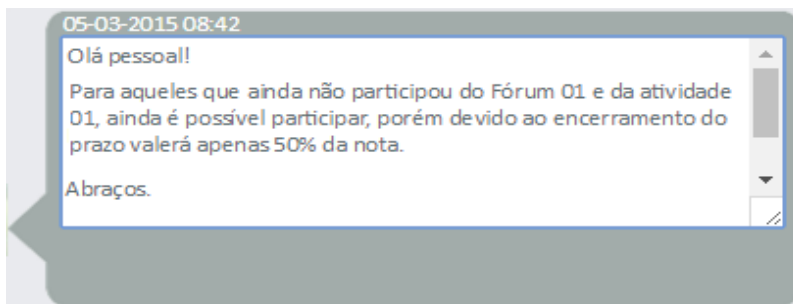 05-03-2015 08:42
Olá pessoal!
Para aqueles que ainda não participou do Fórum 01 e da atividade
01, ainda é possível participar, porém devido ao encerramento do
prazo valerá apenas 50% da nota.
Abraços.